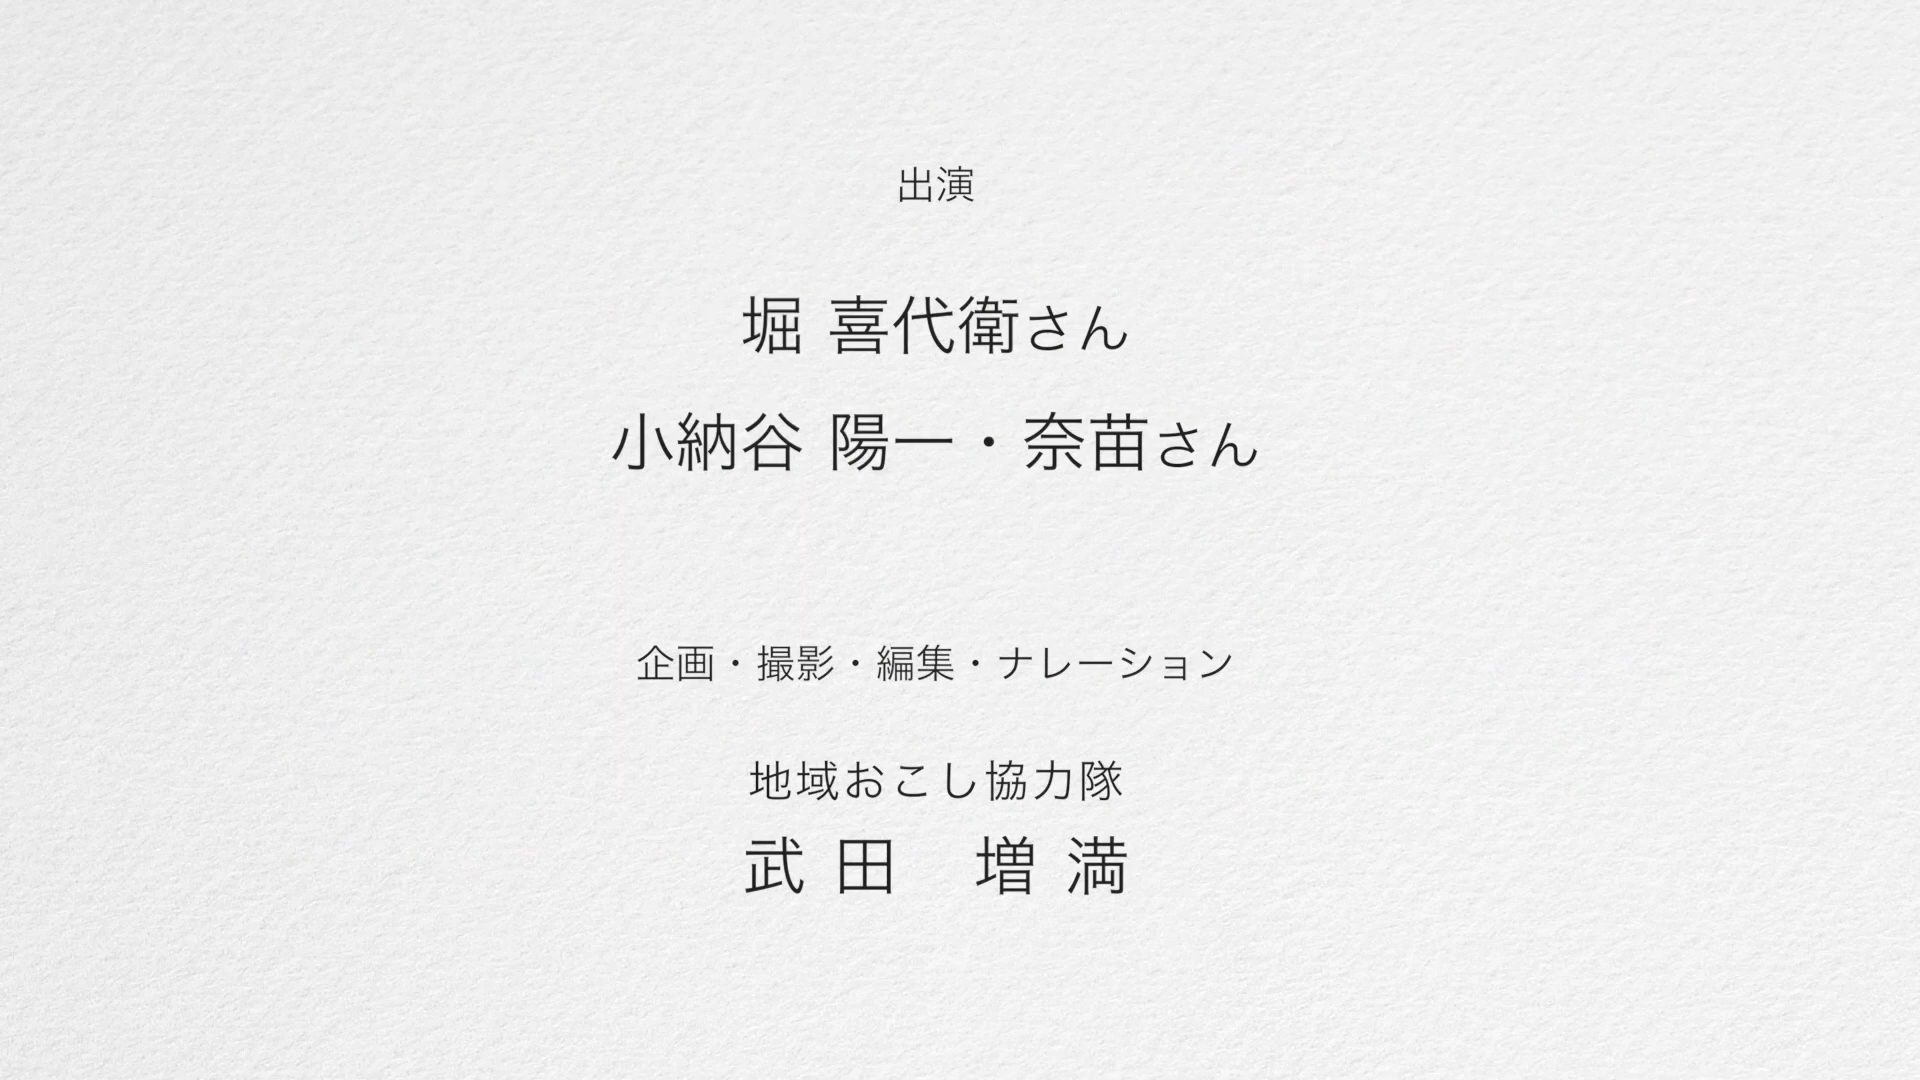 出演
堀 喜代衛さん
小納谷 陽一・奈苗さん
企画・撮影・編集・ナレーション
地域おこし協力隊
武田　増満